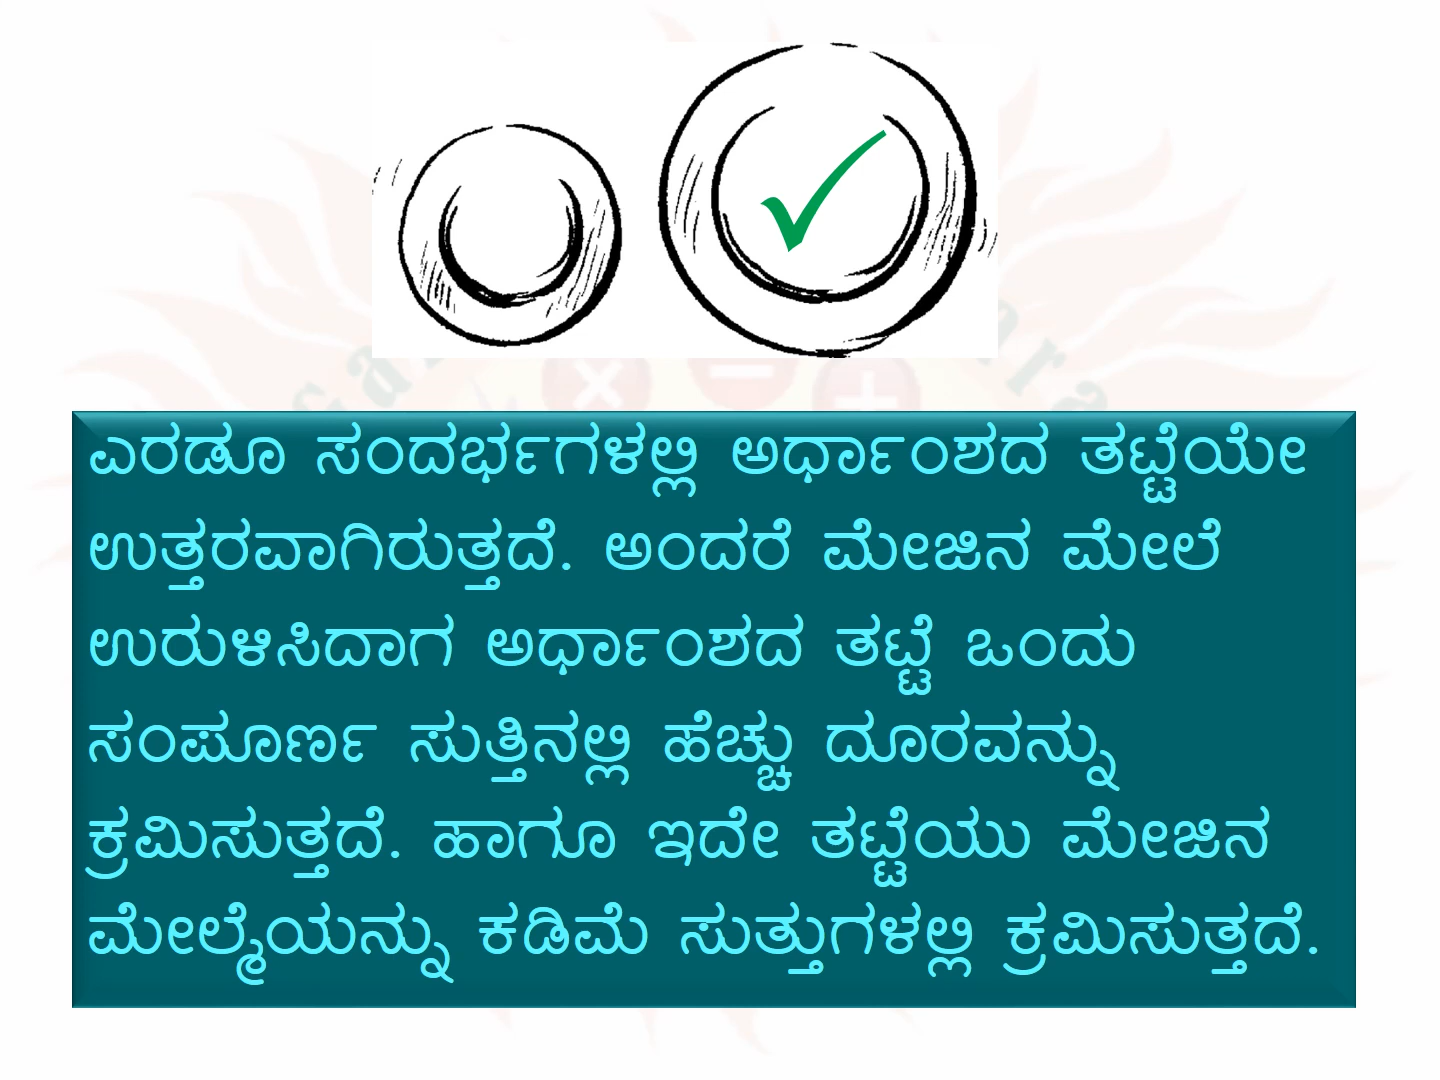 ಎರಡೂ ಸಂದರ್ಭಗಳಲ್ಲಿ ಅರ್ಧಾಂಶದ ತಟ್ಟೆಯೇ
ಉತ್ತರವಾಗಿರುತ್ತದೆ. ಅಂದರೆ ಮೇಜಿನ ಮೇಲೆ
ಉರುಳಿಸಿದಾಗ ಅರ್ಧಾಂಶದ ತಟ್ಟೆ ಒಂದು
ಸಂಪೂರ್ಣ ಸುತ್ತಿನಲ್ಲಿ ಹೆಚ್ಚು ದೂರವನ್ನು
ಕ್ರಮಿಸುತ್ತದೆ. ಹಾಗೂ ಇದೇ ತಟ್ಟೆಯು ಮೇಜಿನ
ಮೇಲ್ಮೈಯನ್ನು ಕಡಿಮೆ ಸುತ್ತುಗಳಲ್ಲಿ ಕ್ರಮಿಸುತ್ತದೆ.